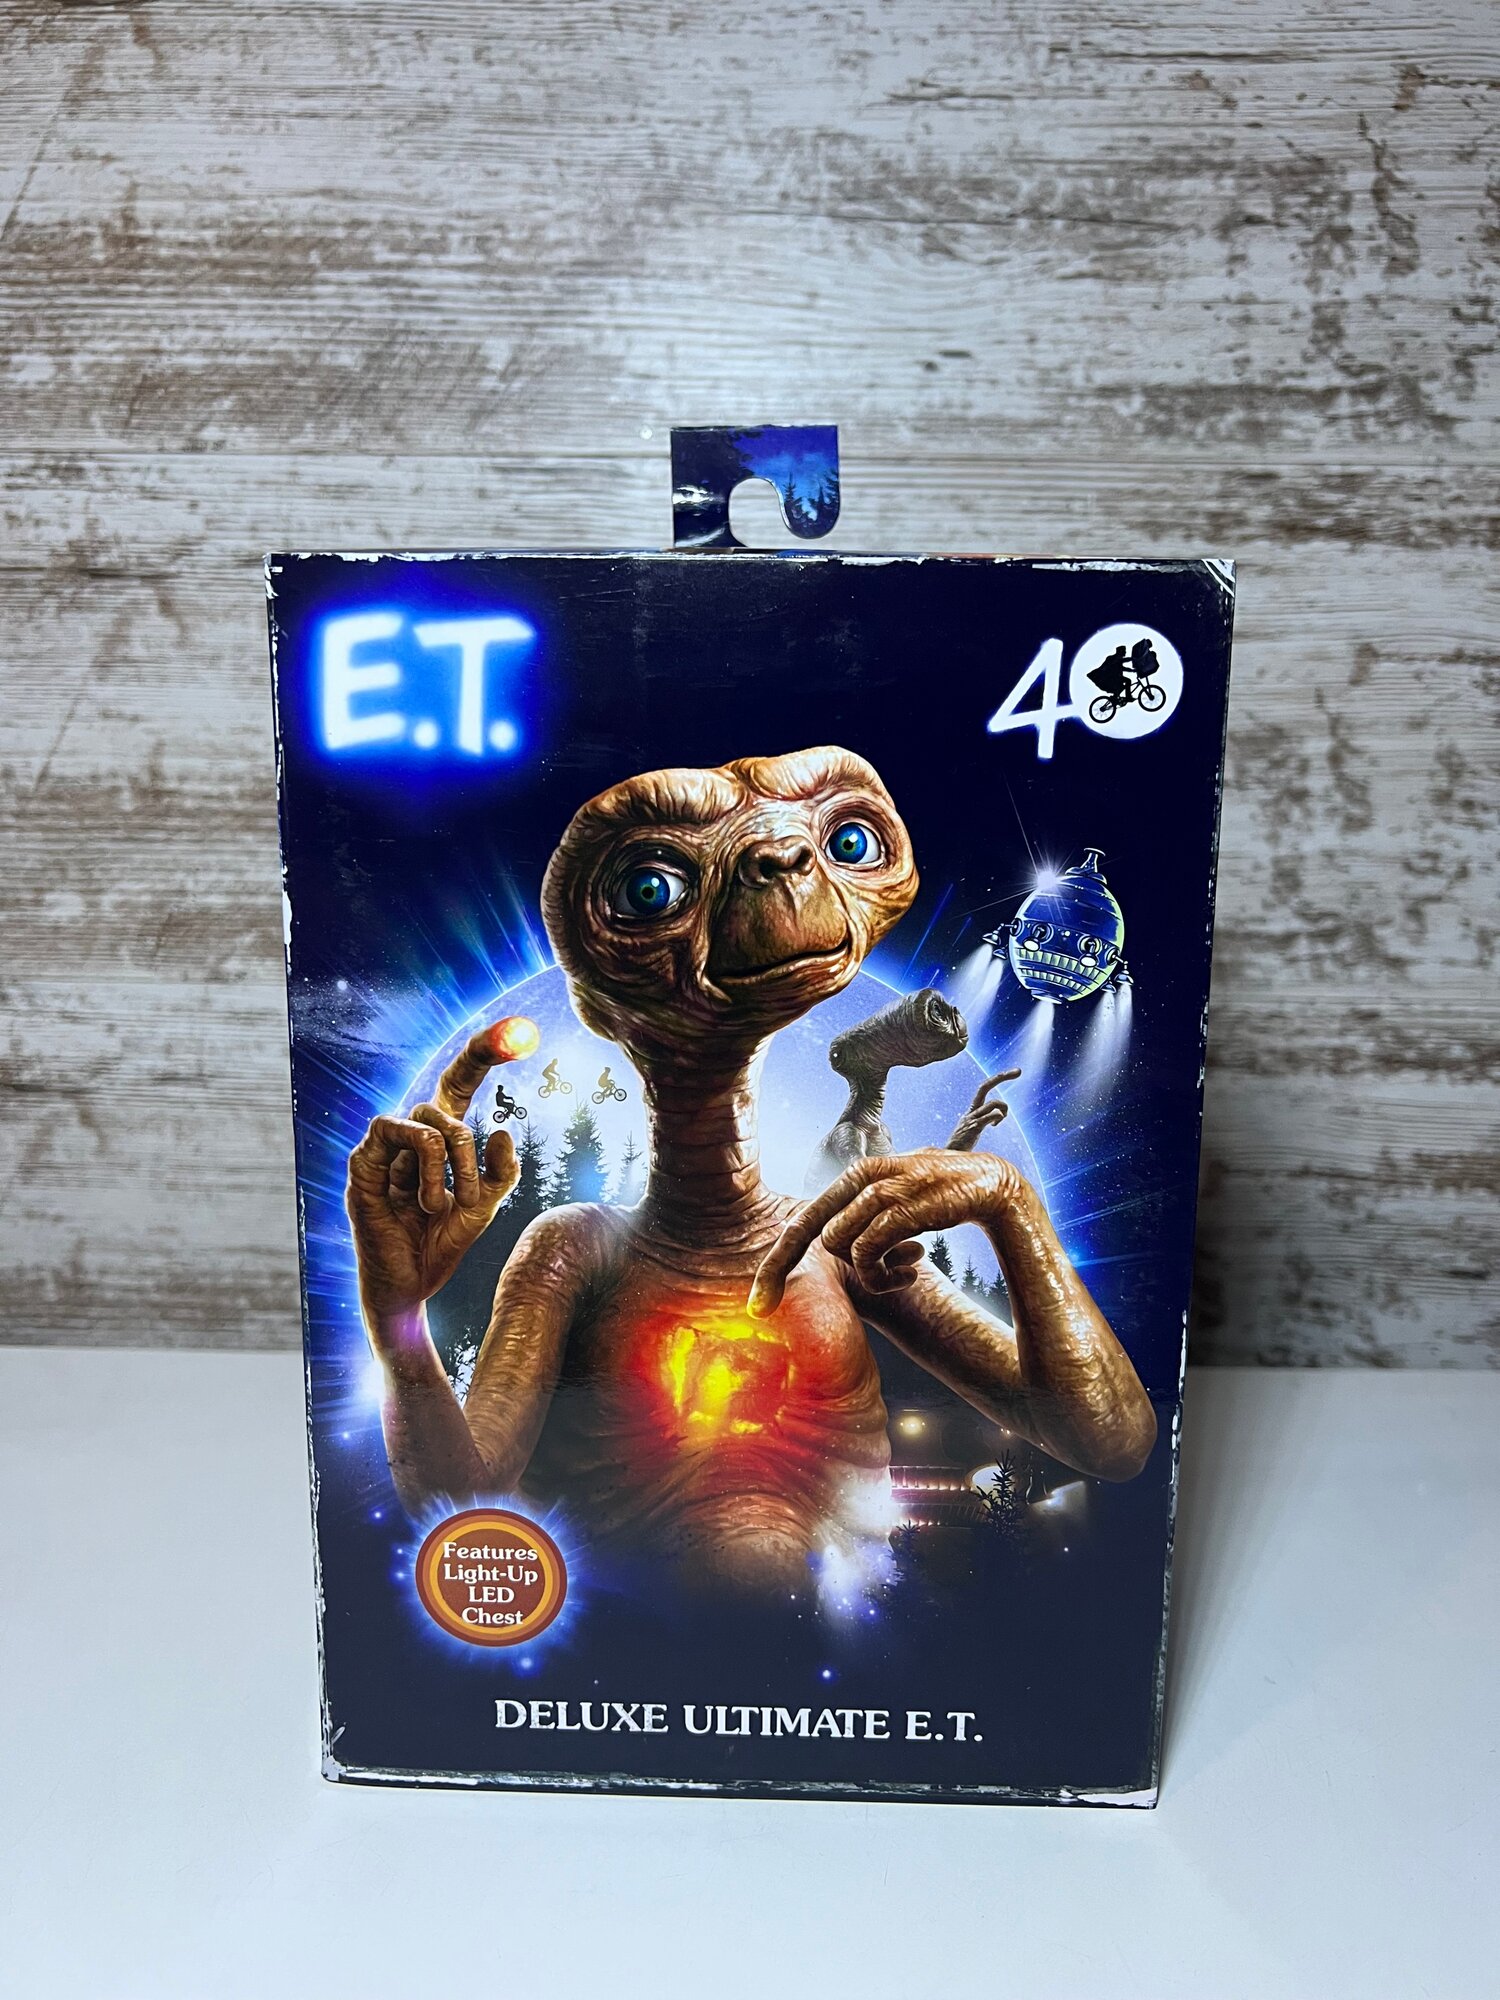 E.T.
40
Features
Light-Up
LED
Chest
DELUXE ULTIMATE E.T.